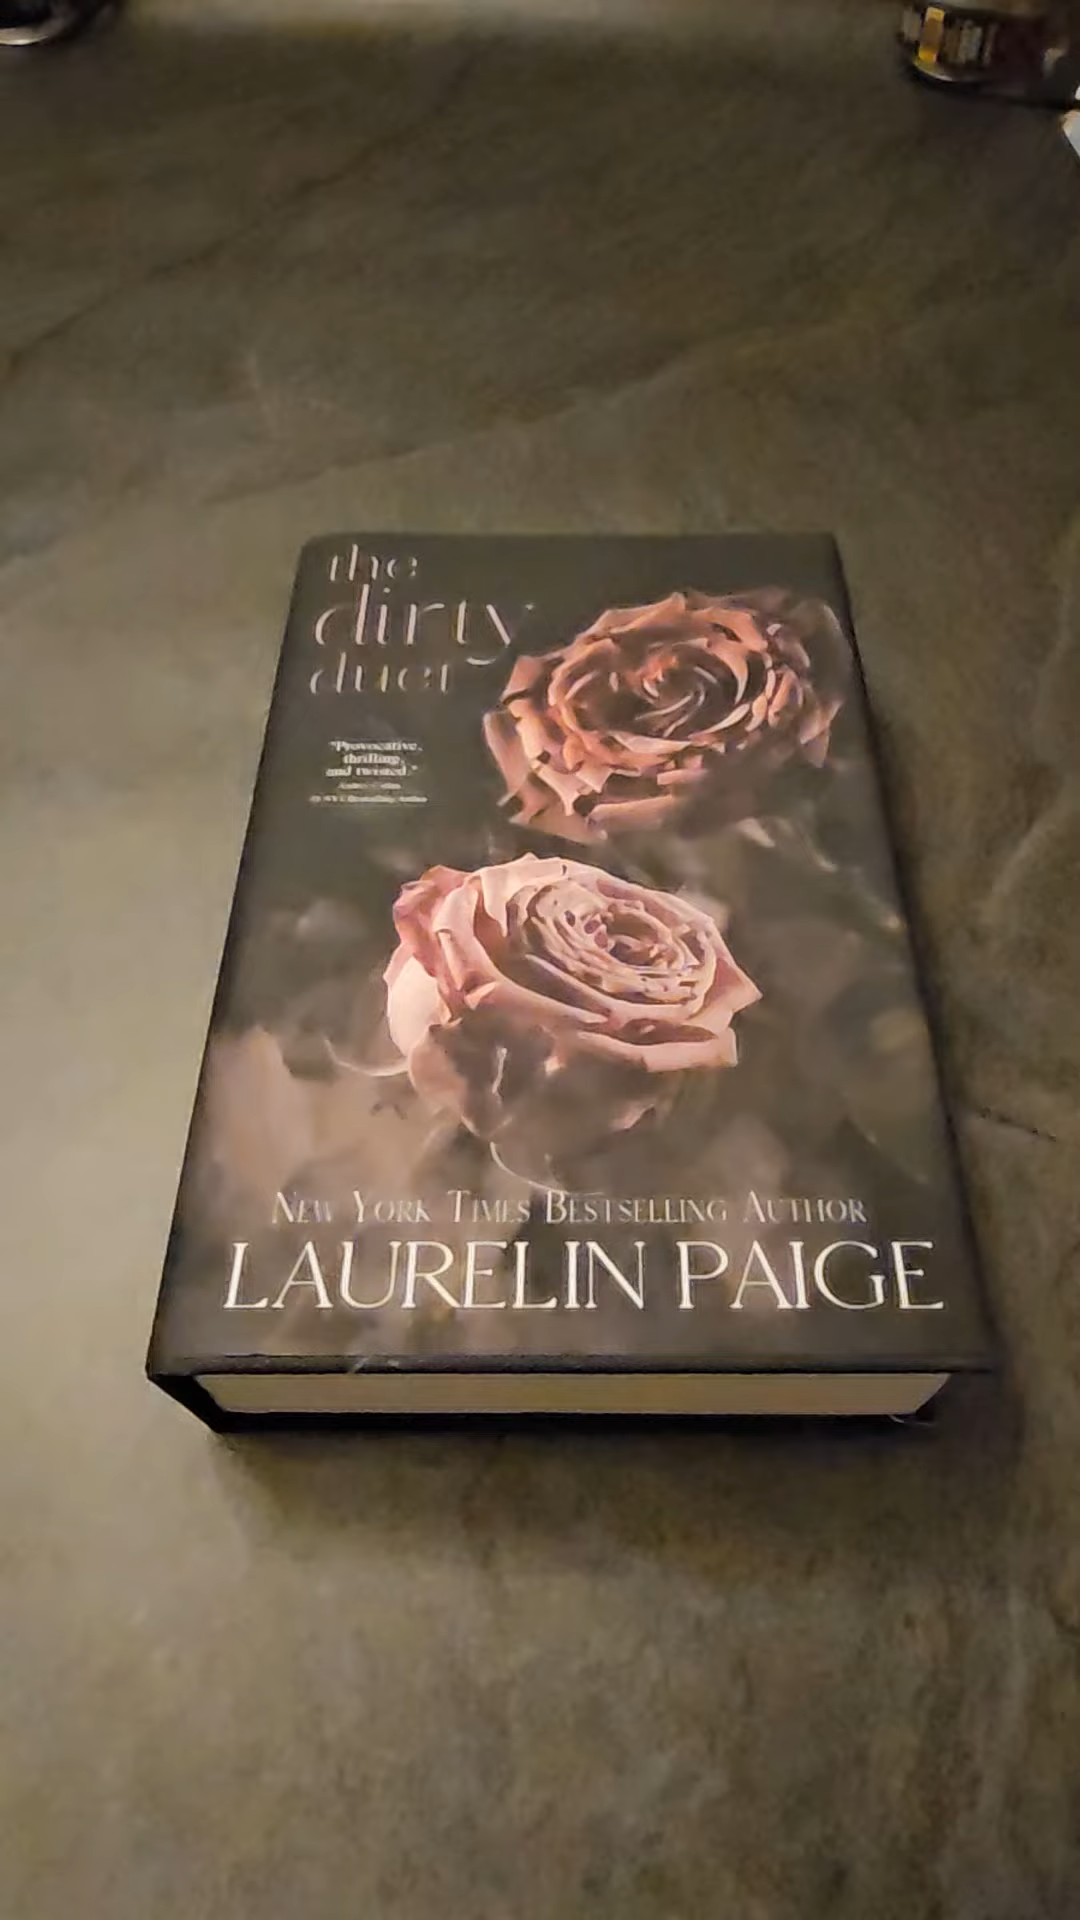 the
dirty
duet
"Provocative,
thrilling,
and twisted."
NEW YORK TIMES BESTSELLING AUTHOR
LAURELIN PAIGE